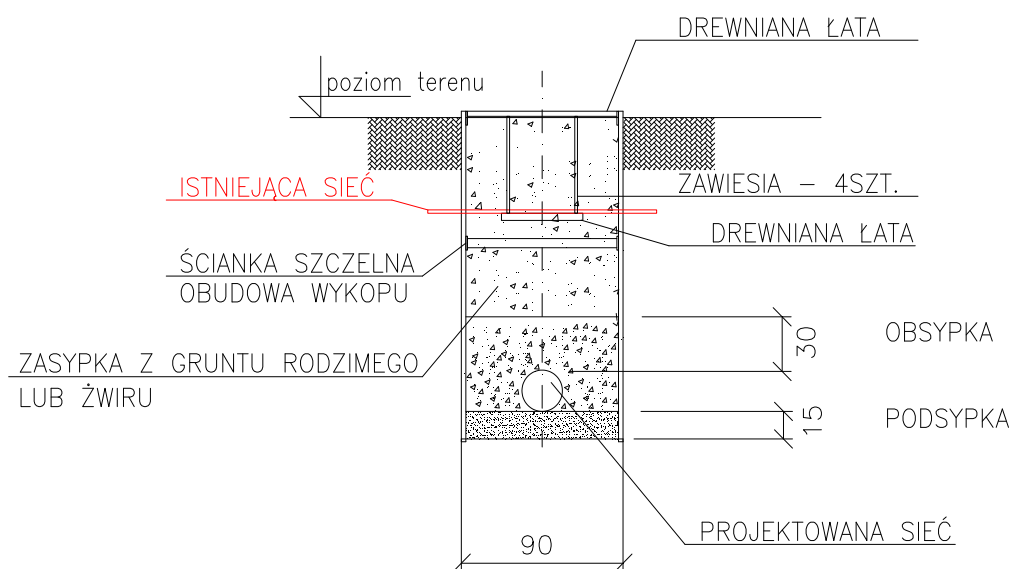 DREWNIANA ŁATA
poziom terenu
ISTNIEJĄCA SIEĆ
ZAWIESIA – 4SZT.
DREWNIANA ŁATA
ŚCIANKA SZCZELNA
OBUDOWA WYKOPU
30
OBSYPKA
ZASYPKA Z GRUNTU RODZIMEGO
LUB ŻWIRU
15
PODSYPKA
PROJEKTOWANA SIEĆ
90